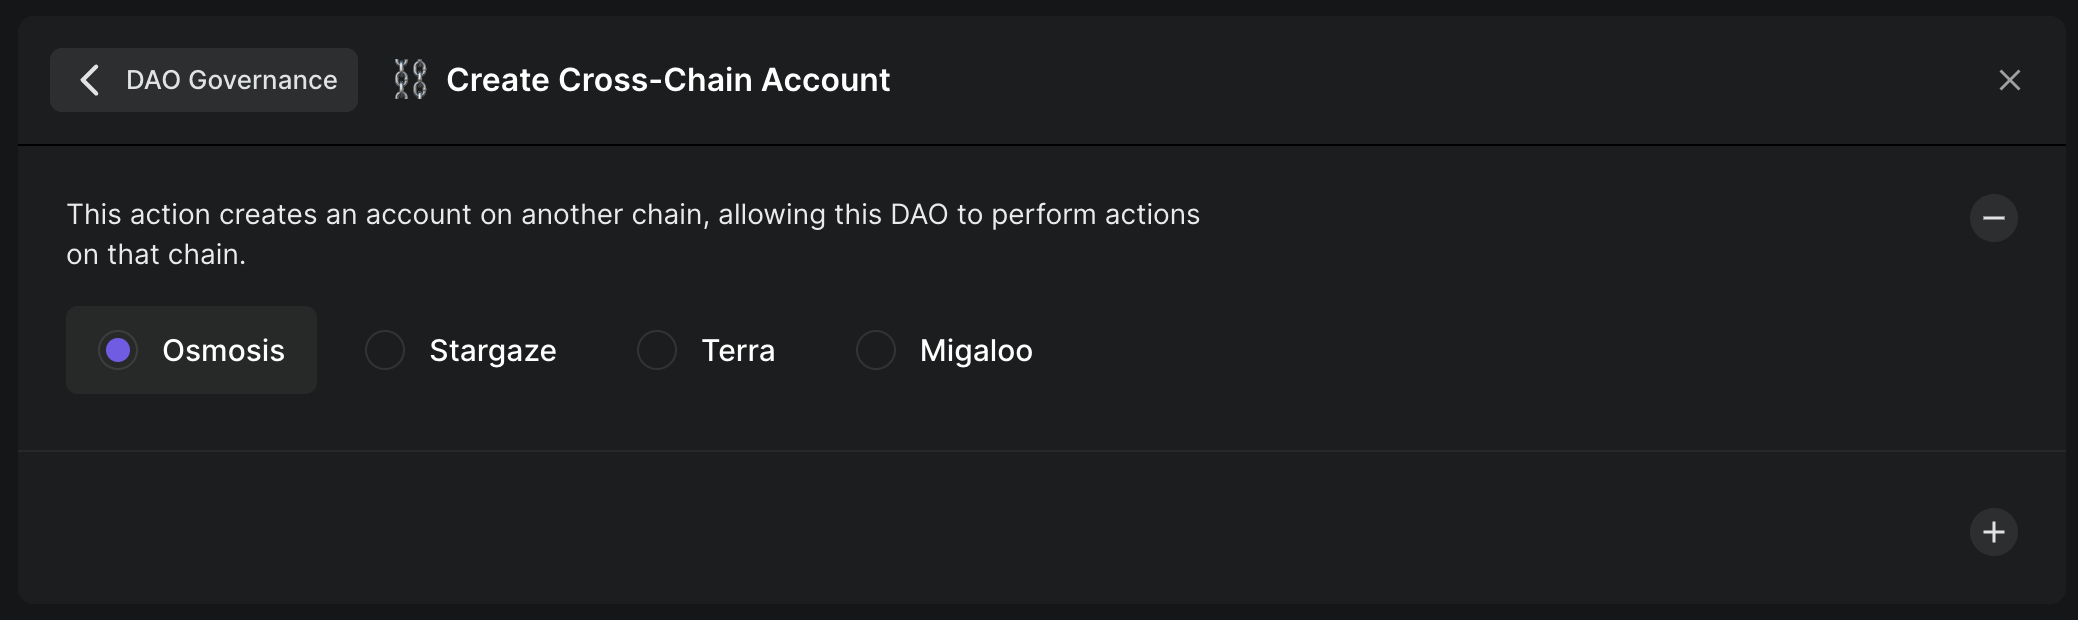 DAO Governance
Create Cross-Chain Account
This action creates an account on another chain, allowing this DAO to perform actions
on that chain.
Osmosis Stargaze Terra Migaloo